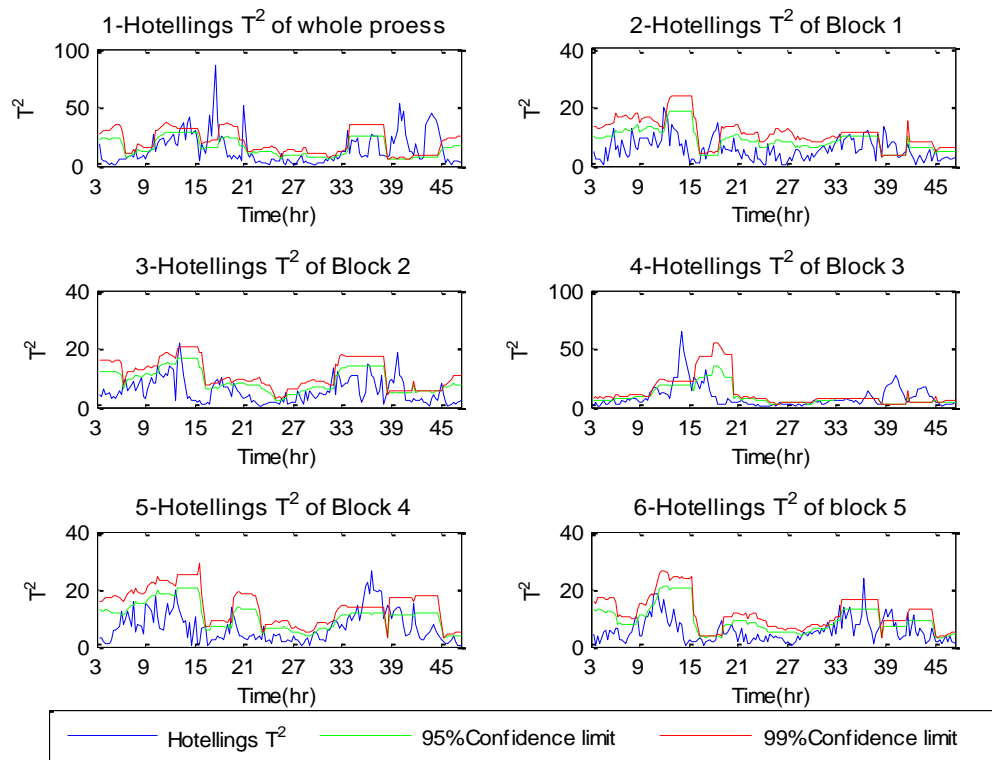 1-Hotellings T² of whole proess
100
50
0
T²
3 9 15 21 27 33 39 45
Time(hr)
2-Hotellings T² of Block 1
40
20
0
T²
3 9 15 21 27 33 39 45
Time(hr)
3-Hotellings T² of Block 2
40
20
0
T²
3 9 15 21 27 33 39 45
Time(hr)
4-Hotellings T² of Block 3
100
50
0
T²
3 9 15 21 27 33 39 45
Time(hr)
5-Hotellings T² of Block 4
40
20
0
T²
3 9 15 21 27 33 39 45
Time(hr)
6-Hotellings T² of block 5
40
20
0
T²
3 9 15 21 27 33 39 45
Time(hr)
Hotellings T² 95%Confidence limit 99%Confidence limit